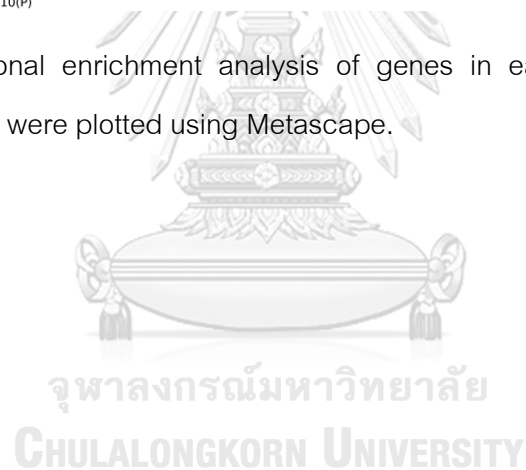 10(P)
onal enrichment analysis of genes in ea
were plotted using Metascape.
จุฬาลงกรณ์มหาวิทยาลัย
CHULALONGKORN UNIVERSITY